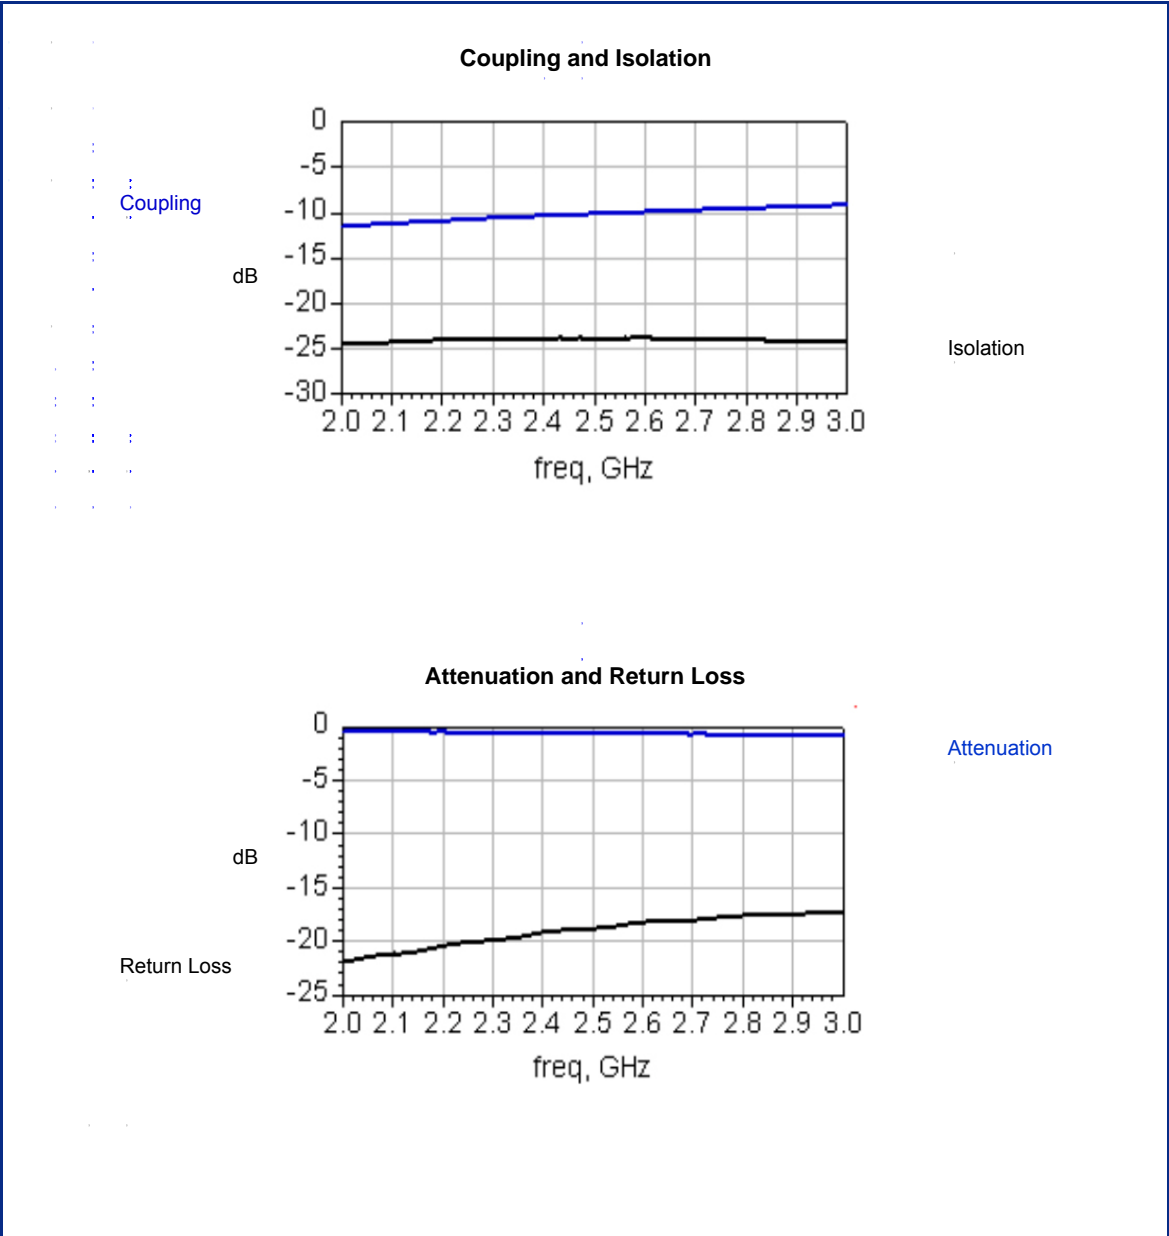 Coupling and Isolation
0
-5
Coupling
-10
-15
dB
-20
-25
Isolation
-30
2.0 2.1 2.2 2.3 2.4 2.5 2.6 2.7 2.8 2.9 3.0
freq, GHz
Attenuation and Return Loss
0
Attenuation
-5
-10
dB
-15
-20
Return Loss
-25
2.0 2.1 2.2 2.3 2.4 2.5 2.6 2.7 2.8 2.9 3.0
freq, GHz